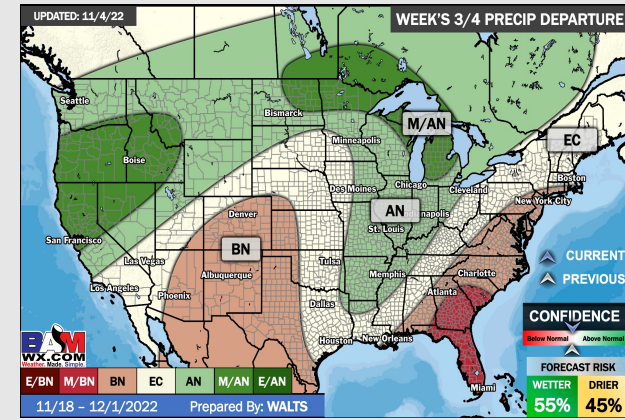 UPDATED: 11/4/22
WEEK'S 3/4 PRECIP DEPARTURE
Seattle
Bismarck
M/AN
Minneapolis
EC
Boise
Boston
Des Moines
Chicago
Cleveland
New York City
Denver
AN
Indianapolis
St. Louis
San Francisco
BN
CURRENT
Las Vegas
Tulsa
Charlotte
Albuquerque
Memphis
PREVIOUS
Los Angeles
Phoenix
Atlanta
Dallas
CONFIDENCE
Houston
New Orleans
Below Normal
Above Normal
BAM
WX.COM
Weather. Made. Simple.
FORECAST RISK
E/BN M/BN BN EC AN M/AN E/AN
Miami
WETTER DRIER
11/18 – 12/1/2022 Prepared By: WALTS
55% 45%